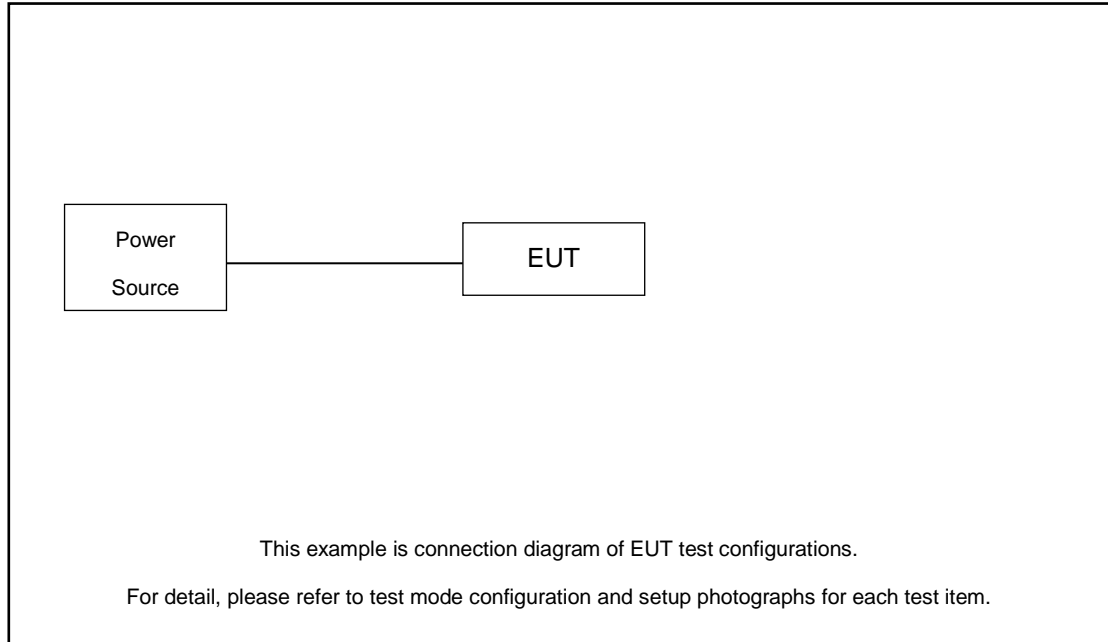 Power
Source
EUT
This example is connection diagram of EUT test configurations.
For detail, please refer to test mode configuration and setup photographs for each test item.